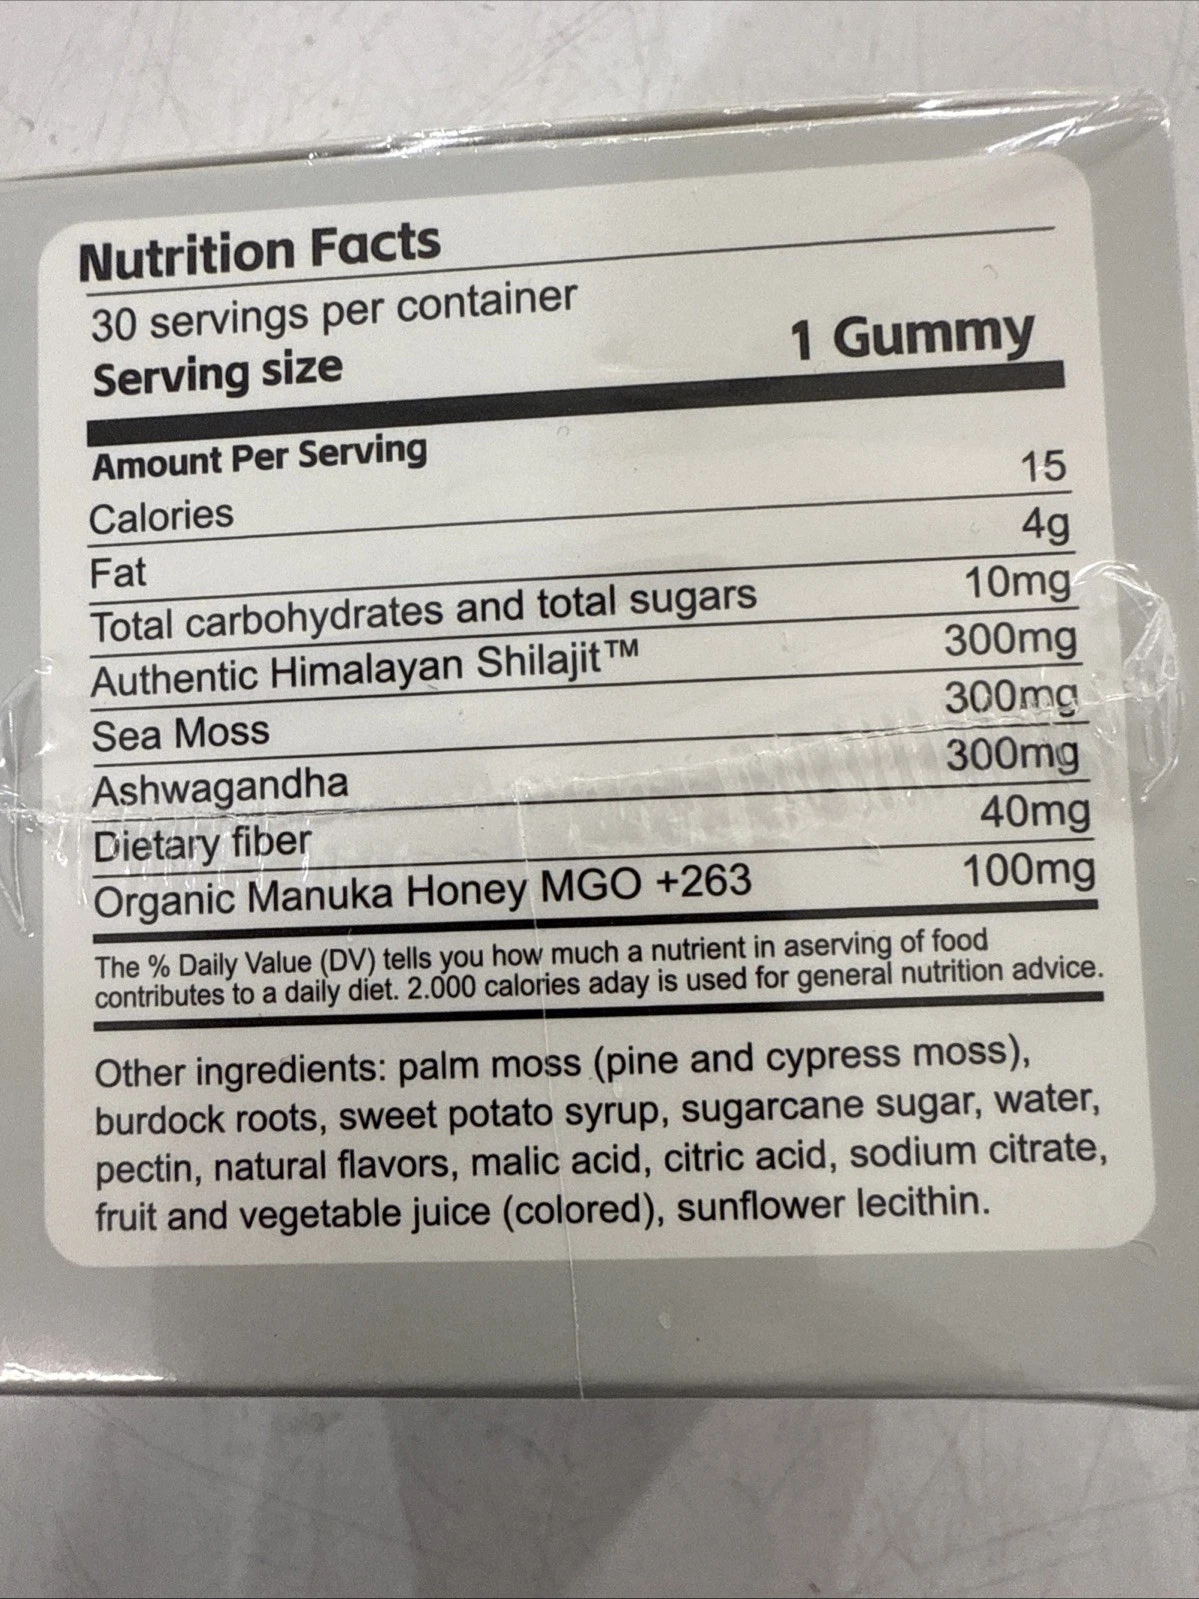 Nutrition Facts
30 servings per container
Serving size 1 Gummy
Amount Per Serving
Calories 15
Fat 4g
Total carbohydrates and total sugars 10mg
Authentic Himalayan Shilajit™ 300mg
Sea Moss 300mg
Ashwagandha 300mg
Dietary fiber 40mg
Organic Manuka Honey MGO +263 100mg
The % Daily Value (DV) tells you how much a nutrient in aserving of food
contributes to a daily diet. 2.000 calories aday is used for general nutrition advice.
Other ingredients: palm moss (pine and cypress moss),
burdock roots, sweet potato syrup, sugarcane sugar, water,
pectin, natural flavors, malic acid, citric acid, sodium citrate,
fruit and vegetable juice (colored), sunflower lecithin.